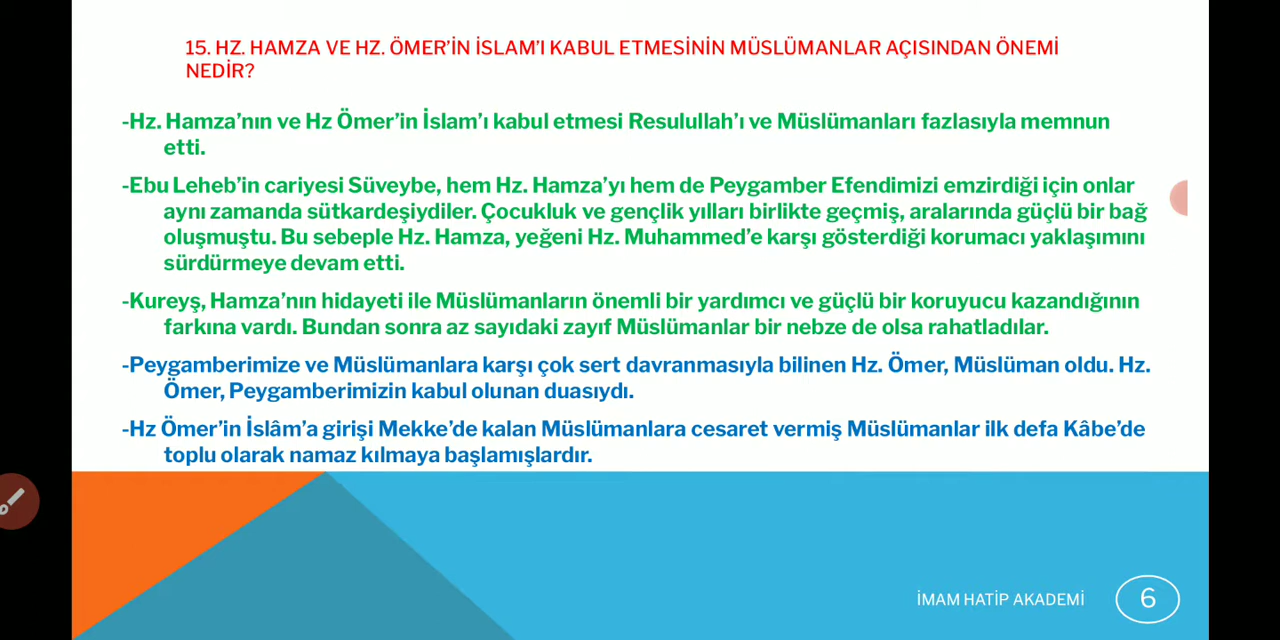 15. HZ. HAMZA VE HZ. ÖMER’İN İSLAM’I KABUL ETMESİNİN MÜSLÜMANLAR AÇISINDAN ÖNEMİ
NEDİR?
-Hz. Hamza’nın ve Hz Ömer’in İslam’ı kabul etmesi Resulullah’ı ve Müslümanları fazlasıyla memnun
etti.
-Ebu Leheb’in cariyesi Süveybe, hem Hz. Hamza’yı hem de Peygamber Efendimizi emzirdiği için onlar
aynı zamanda sütkardeşiydiler. Çocukluk ve gençlik yılları birlikte geçmiş, aralarında güçlü bir bağ
oluşmuştu. Bu sebeple Hz. Hamza, yeğeni Hz. Muhammed’e karşı gösterdiği korumacı yaklaşımını
sürdürmeye devam etti.
-Kureyş, Hamza’nın hidayeti ile Müslümanların önemli bir yardımcı ve güçlü bir koruyucu kazandığının
farkına vardı. Bundan sonra az sayıdaki zayıf Müslümanlar bir nebze de olsa rahatladılar.
-Peygamberimize ve Müslümanlara karşı çok sert davranmasıyla bilinen Hz. Ömer, Müslüman oldu. Hz.
Ömer, Peygamberimizin kabul olunan duasıydı.
-Hz Ömer’in İslâm’a girişi Mekke’de kalan Müslümanlara cesaret vermiş Müslümanlar ilk defa Kâbe’de
toplu olarak namaz kılmaya başlamışlardır.
İMAM HATİP AKADEMİ
6